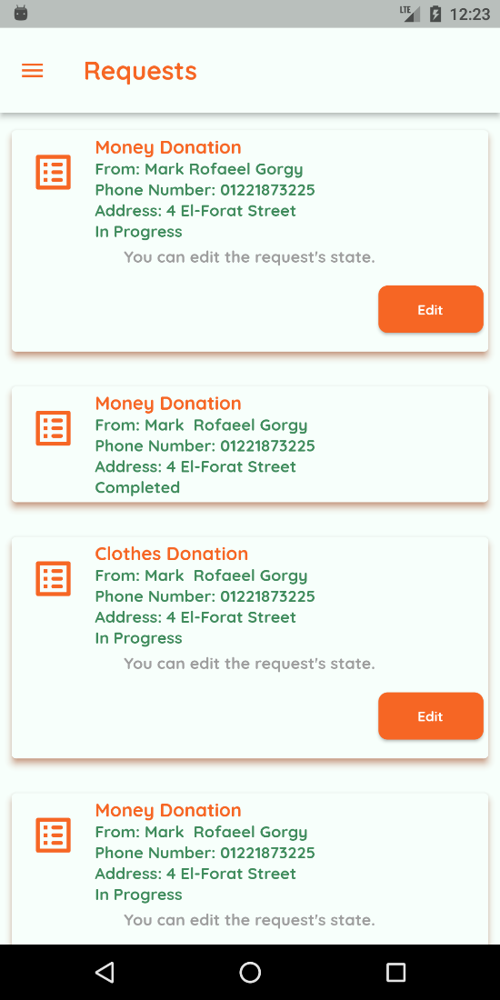 LTE 12:23
Requests
Money Donation
From: Mark Rofaeel Gorgy
Phone Number: 01221873225
Address: 4 El-Forat Street
In Progress
You can edit the request's state.
Edit
Money Donation
From: Mark  Rofaeel Gorgy
Phone Number: 01221873225
Address: 4 El-Forat Street
Completed
Clothes Donation
From: Mark  Rofaeel Gorgy
Phone Number: 01221873225
Address: 4 El-Forat Street
In Progress
You can edit the request's state.
Edit
Money Donation
From: Mark  Rofaeel Gorgy
Phone Number: 01221873225
Address: 4 El-Forat Street
In Progress
You can edit the request's state.